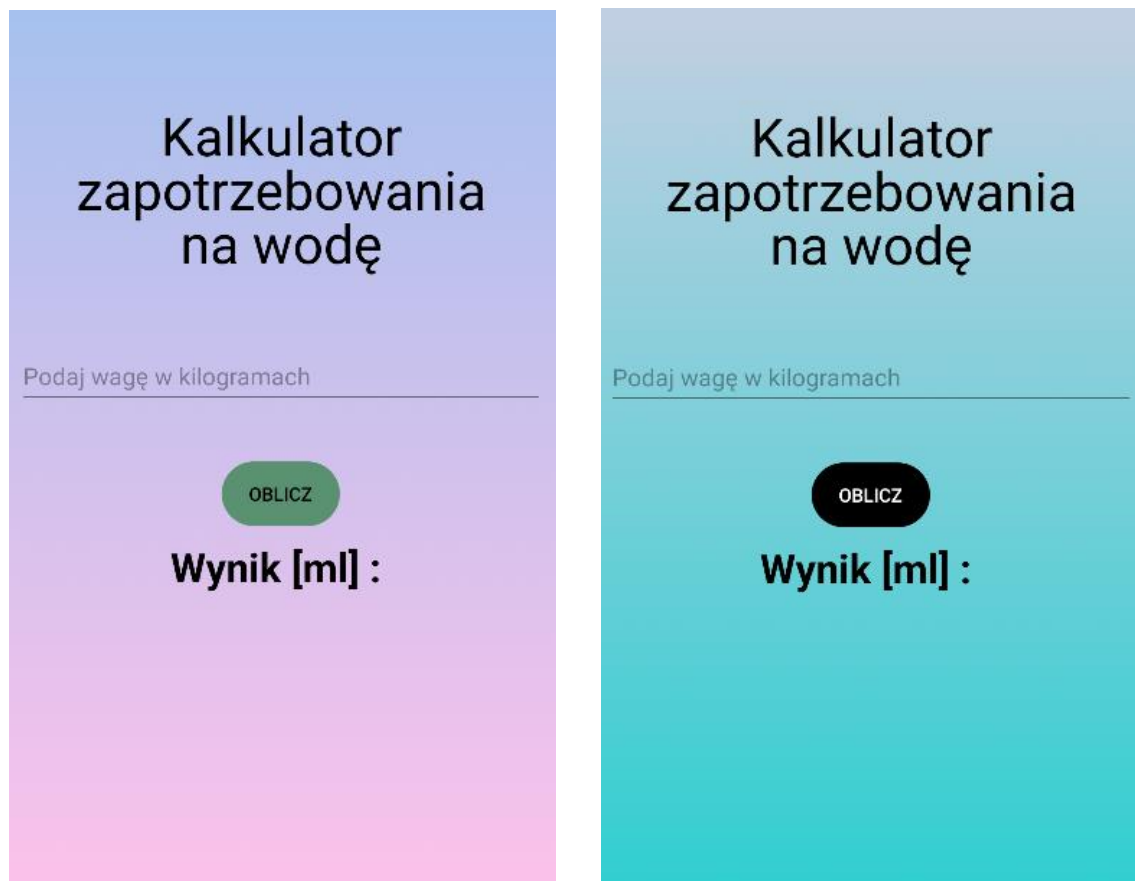 Kalkulator
zapotrzebowania
na wodę
Podaj wagę w kilogramach
OBLICZ
Wynik [ml] :
Kalkulator
zapotrzebowania
na wodę
Podaj wagę w kilogramach
OBLICZ
Wynik [ml] :